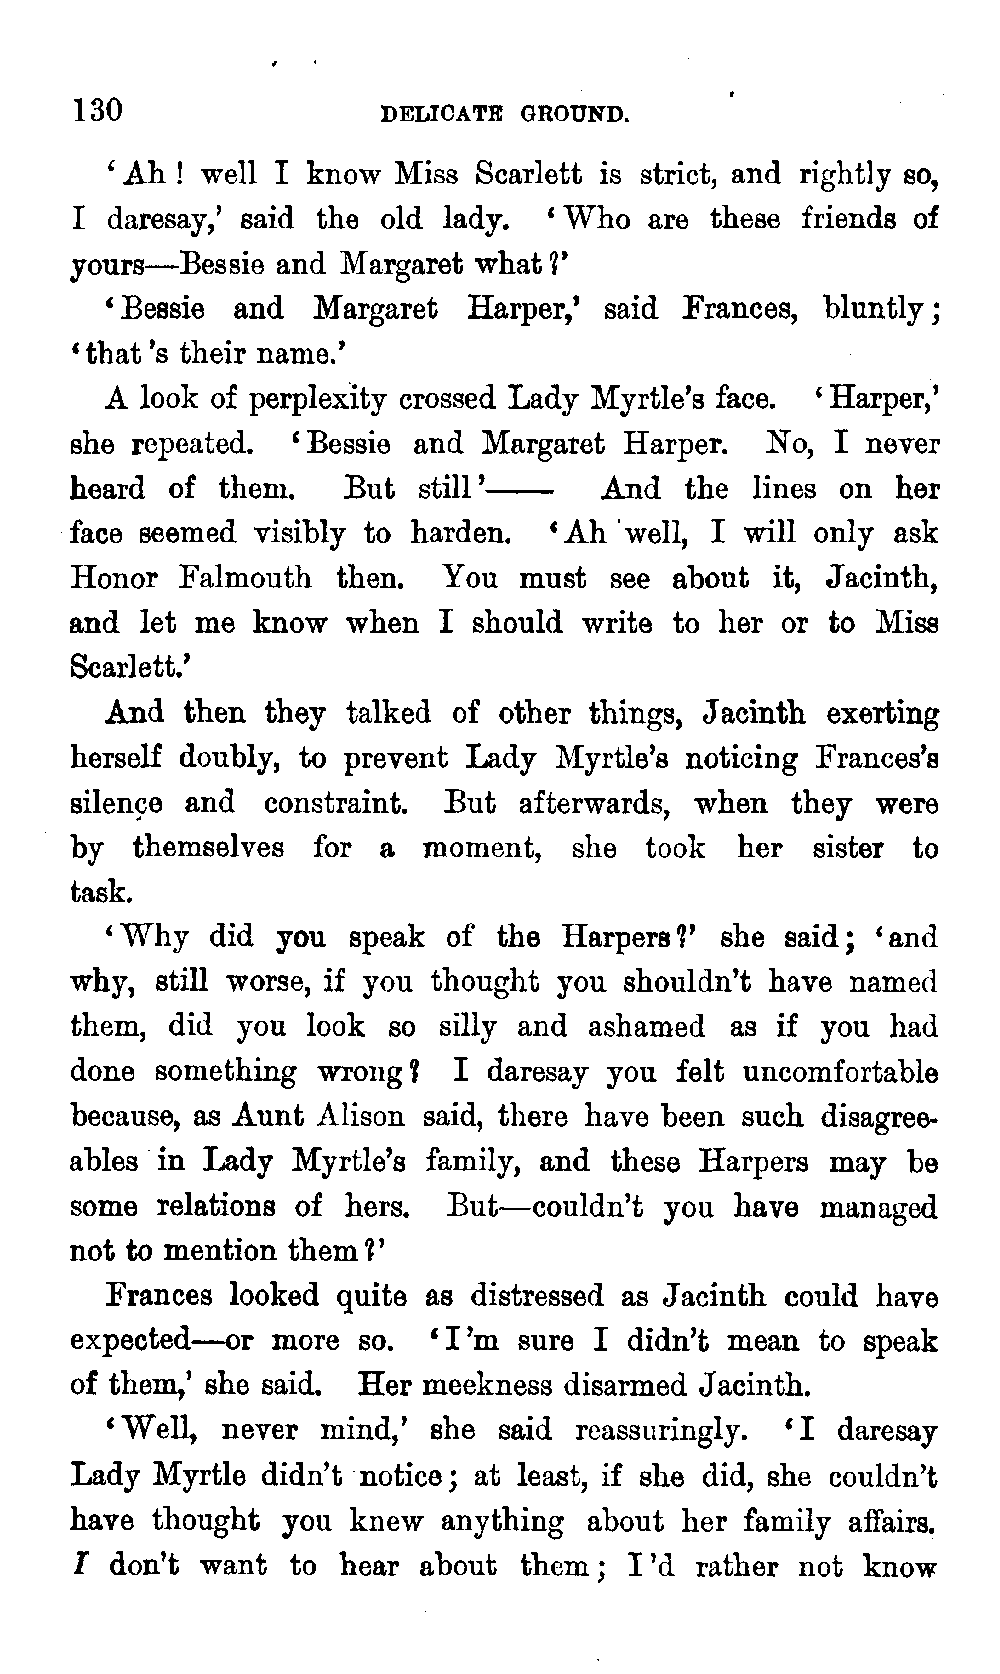 130 DELICATE GROUND.
‘Ah! well I know Miss Scarlett is strict, and rightly so,
I daresay,’ said the old lady. ‘Who are these friends of
yours—Bessie and Margaret what?’
‘Bessie and Margaret Harper,’ said Frances, bluntly;
‘that’s their name.’
A look of perplexity crossed Lady Myrtle’s face. ‘Harper,’
she repeated. ‘Bessie and Margaret Harper. No, I never
heard of them. But still’—— And the lines on her
face seemed visibly to harden. ‘Ah well, I will only ask
Honor Falmouth then. You must see about it, Jacinth,
and let me know when I should write to her or to Miss
Scarlett.’
And then they talked of other things, Jacinth exerting
herself doubly, to prevent Lady Myrtle’s noticing Frances’s
silence and constraint. But afterwards, when they were
by themselves for a moment, she took her sister to
task.
‘Why did you speak of the Harpers?’ she said; ‘and
why, still worse, if you thought you shouldn’t have named
them, did you look so silly and ashamed as if you had
done something wrong? I daresay you felt uncomfortable
because, as Aunt Alison said, there have been such disagree-
ables in Lady Myrtle’s family, and these Harpers may be
some relations of hers. But—couldn’t you have managed
not to mention them?’
Frances looked quite as distressed as Jacinth could have
expected—or more so. ‘I’m sure I didn’t mean to speak
of them,’ she said. Her meekness disarmed Jacinth.
‘Well, never mind,’ she said reassuringly. ‘I daresay
Lady Myrtle didn’t notice; at least, if she did, she couldn’t
have thought you knew anything about her family affairs.
I don’t want to hear about them; I’d rather not know